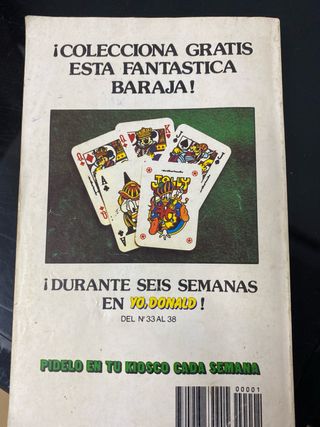 ¡COLECCIONA GRATIS
ESTA FANTASTICA
BARAJA!
Q
K
J
A
JOLLY
¡DURANTE SEIS SEMANAS
EN YO, DONALD!
DEL Nº 33 AL 38
PIDELO EN TU KIOSCO CADA SEMANA
00001